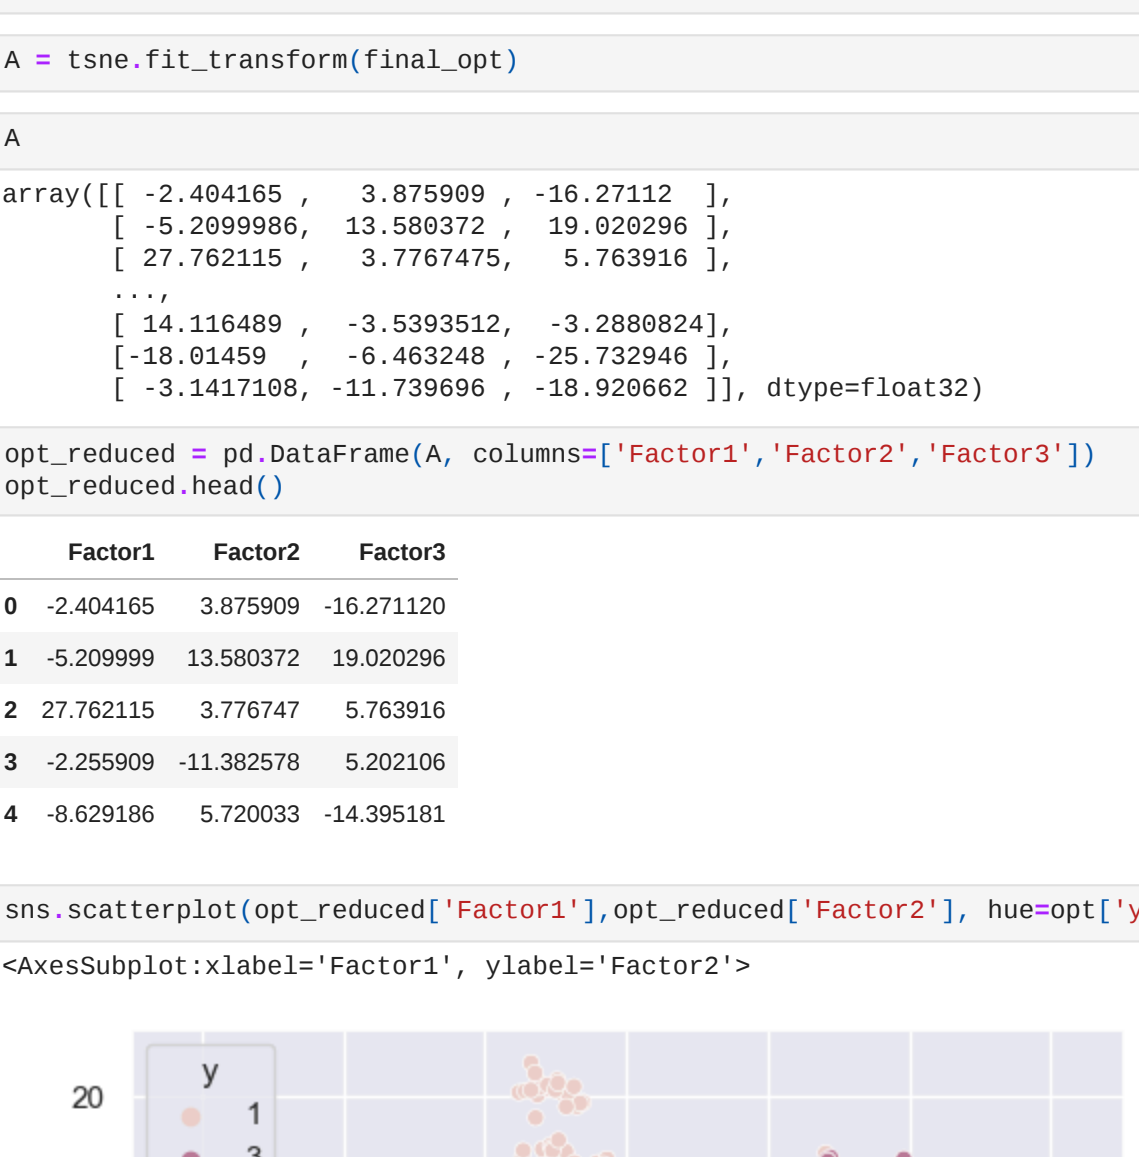 A = tsne.fit_transform(final_opt)
A
array([[ -2.404165 ,   3.875909 , -16.27112  ],
       [ -5.2099986,  13.580372 ,  19.020296 ],
       [ 27.762115 ,   3.7767475,   5.763916 ],
       ...,
       [ 14.116489 ,  -3.5393512,  -3.2880824],
       [-18.01459  ,  -6.463248 , -25.732946 ],
       [ -3.1417108, -11.739696 , -18.920662 ]], dtype=float32)
opt_reduced = pd.DataFrame(A, columns=['Factor1','Factor2','Factor3'])
opt_reduced.head()
Factor1 Factor2 Factor3
0 -2.404165 3.875909 -16.271120
1 -5.209999 13.580372 19.020296
2 27.762115 3.776747 5.763916
3 -2.255909 -11.382578 5.202106
4 -8.629186 5.720033 -14.395181
sns.scatterplot(opt_reduced['Factor1'],opt_reduced['Factor2'], hue=opt['y
<AxesSubplot:xlabel='Factor1', ylabel='Factor2'>
y
20
1
3